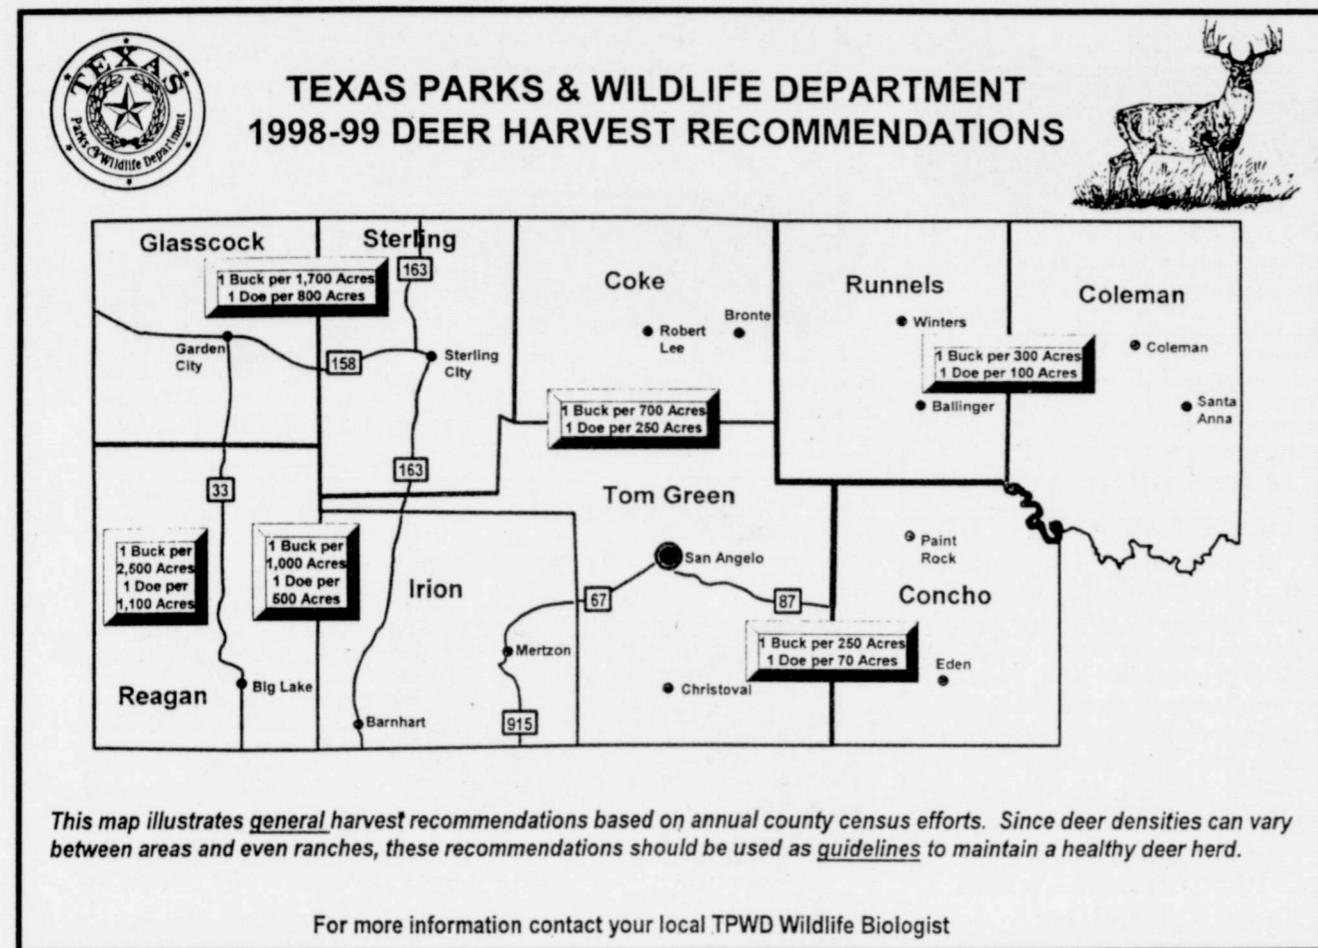 TEXAS
Parks & Wildlife Department
TEXAS PARKS & WILDLIFE DEPARTMENT
1998-99 DEER HARVEST RECOMMENDATIONS
Glasscock
Sterling
1 Buck per 1,700 Acres
1 Doe per 800 Acres
163
Coke
Runnels
Coleman
Garden
City
158
Sterling
City
Robert
Lee
Bronte
Winters
1 Buck per 300 Acres
1 Doe per 100 Acres
Coleman
Ballinger
Santa
Anna
1 Buck per 700 Acres
1 Doe per 250 Acres
33
163
Tom Green
1 Buck per
2,500 Acres
1 Doe per
1,100 Acres
1 Buck per
1,000 Acres
1 Doe per
500 Acres
Irion
San Angelo
Paint
Rock
67
87
Concho
Mertzon
1 Buck per 250 Acres
1 Doe per 70 Acres
Eden
Reagan
Big Lake
Christoval
Barnhart
915
This map illustrates general harvest recommendations based on annual county census efforts. Since deer densities can vary
between areas and even ranches, these recommendations should be used as guidelines to maintain a healthy deer herd.
For more information contact your local TPWD Wildlife Biologist